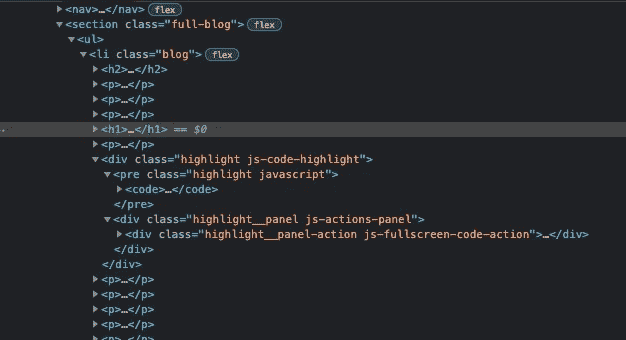 ▶<nav>…</nav> flex
▼<section class="full-blog"> flex
▼<ul>
▼<li class="blog"> flex
▶<h2>…</h2>
▶<p>…</p>
▶<p>…</p>
▶<p>…</p>
…▶<h1>…</h1> == $0
▶<p>…</p>
▼<div class="highlight js-code-highlight">
▼<pre class="highlight javascript">
▶<code>…</code>
</pre>
▼<div class="highlight__panel js-actions-panel">
▶<div class="highlight__panel-action js-fullscreen-code-action">…</div>
</div>
</div>
▶<p>…</p>
▶<p>…</p>
▶<p>…</p>
▶<p>…</p>
▶<p>…</p>